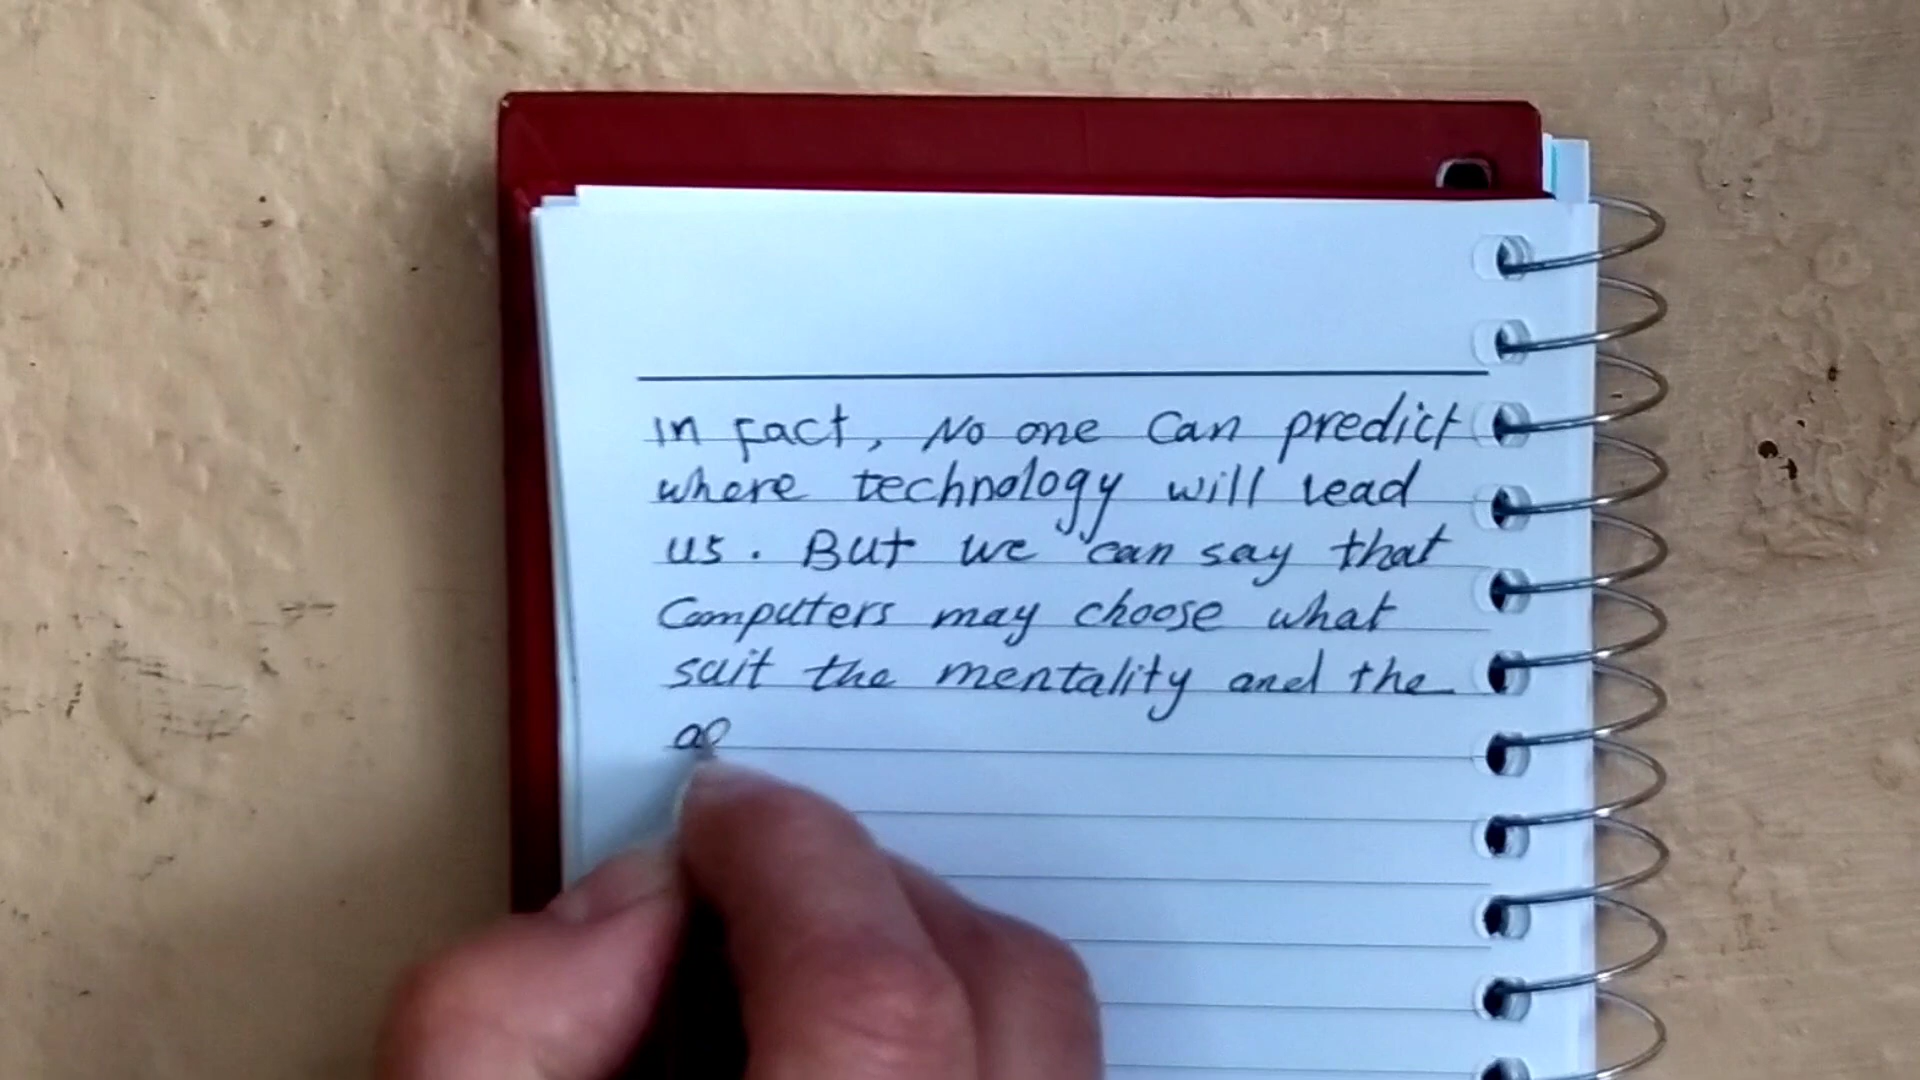 In fact, No one can predict
where technology will lead
us. But we can say that
Computers may choose what
suit the mentality and the